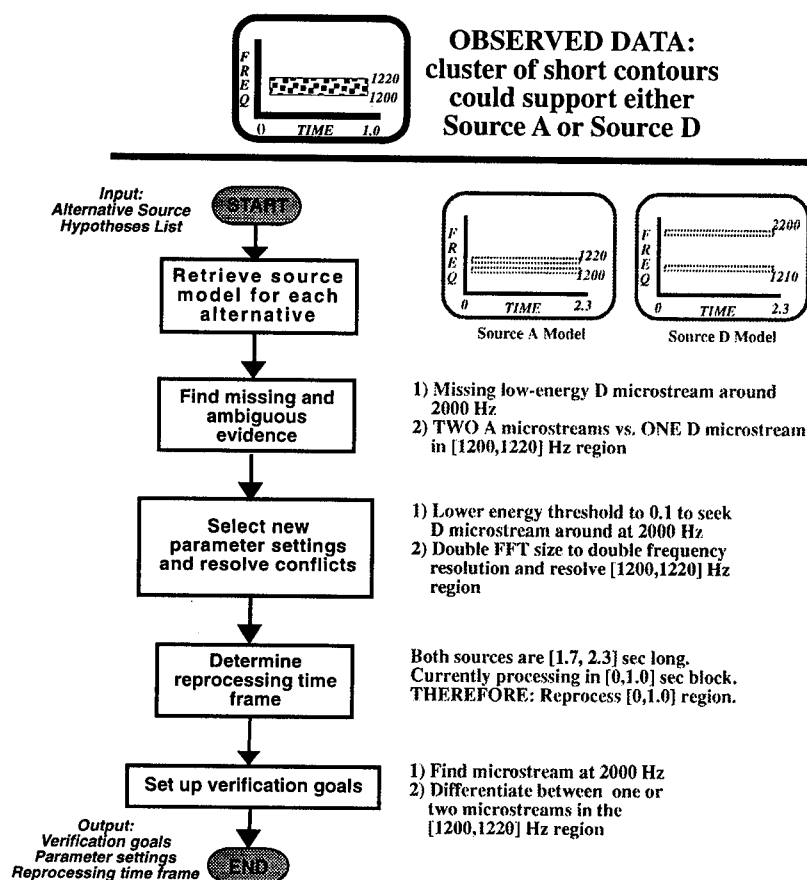 OBSERVED DATA:
cluster of short contours
could support either
Source A or Source D
F
R
E
Q
1220
1200
0
TIME
1.0
Input:
Alternative Source
Hypotheses List
START
Retrieve source
model for each
alternative
F
R
E
Q
1220
1200
0
TIME
2.3
Source A Model
F
R
E
Q
2200
1210
0
TIME
2.3
Source D Model
Find missing and
ambiguous
evidence
1) Missing low-energy D microstream around
2000 Hz
2) TWO A microstreams vs. ONE D microstream
in [1200,1220] Hz region
Select new
parameter settings
and resolve conflicts
1) Lower energy threshold to 0.1 to seek
D microstream around at 2000 Hz
2) Double FFT size to double frequency
resolution and resolve [1200,1220] Hz
region
Determine
reprocessing time
frame
Both sources are [1.7, 2.3] sec long.
Currently processing in [0,1.0] sec block.
THEREFORE: Reprocess [0,1.0] region.
Set up verification goals
1) Find microstream at 2000 Hz
2) Differentiate between one or
two microstreams in the
[1200,1220] Hz region
Output:
Verification goals
Parameter settings
Reprocessing time frame
END